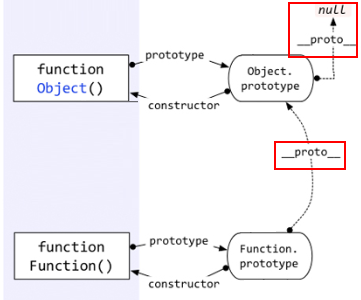 null
__proto__
function
Object()
prototype
constructor
Object.
prototype
__proto__
function
Function()
prototype
constructor
Function.
prototype